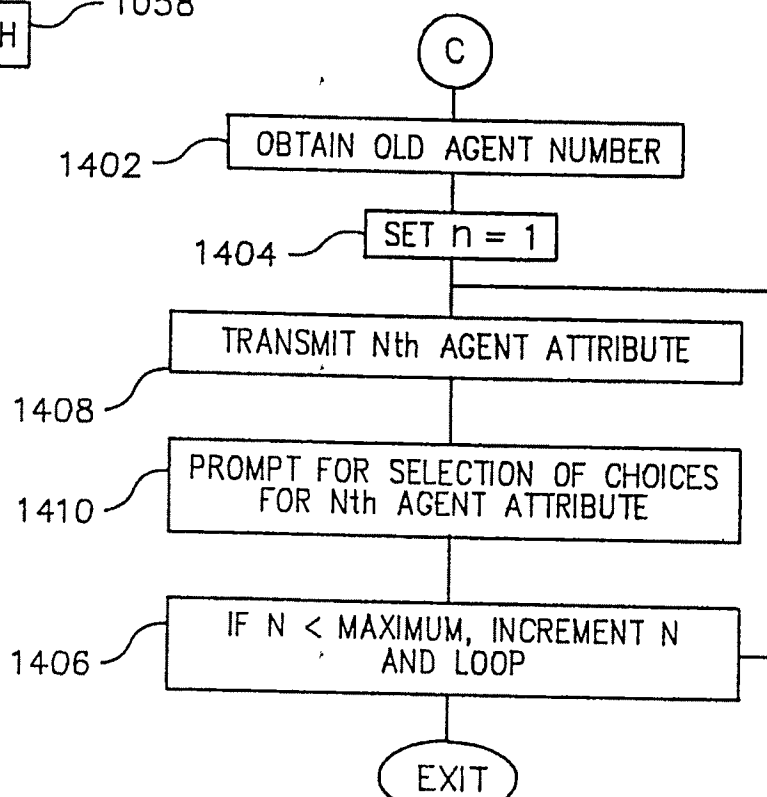 1058
H
C
OBTAIN OLD AGENT NUMBER
1402
SET n = 1
1404
TRANSMIT Nth AGENT ATTRIBUTE
1408
PROMPT FOR SELECTION OF CHOICES
FOR Nth AGENT ATTRIBUTE
1410
IF N < MAXIMUM, INCREMENT N
AND LOOP
1406
EXIT